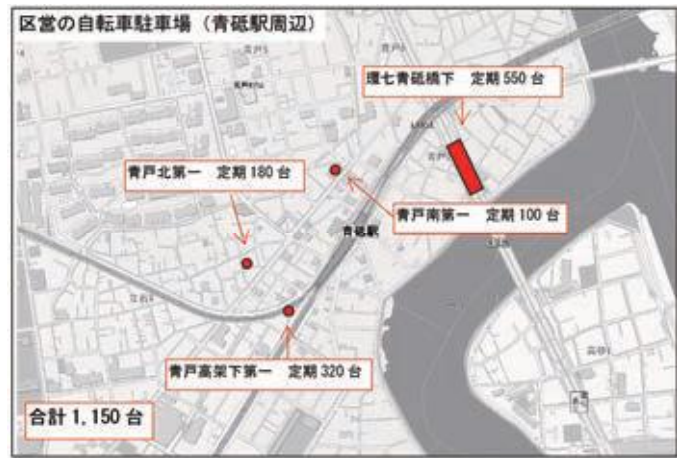 区営の自転車駐車場（青砥駅周辺）
環七青砥橋下　定期 550 台
青戸北第一　定期 180 台
青戸南第一　定期 100 台
青砥駅
青戸高架下第一　定期 320 台
合計 1,150 台